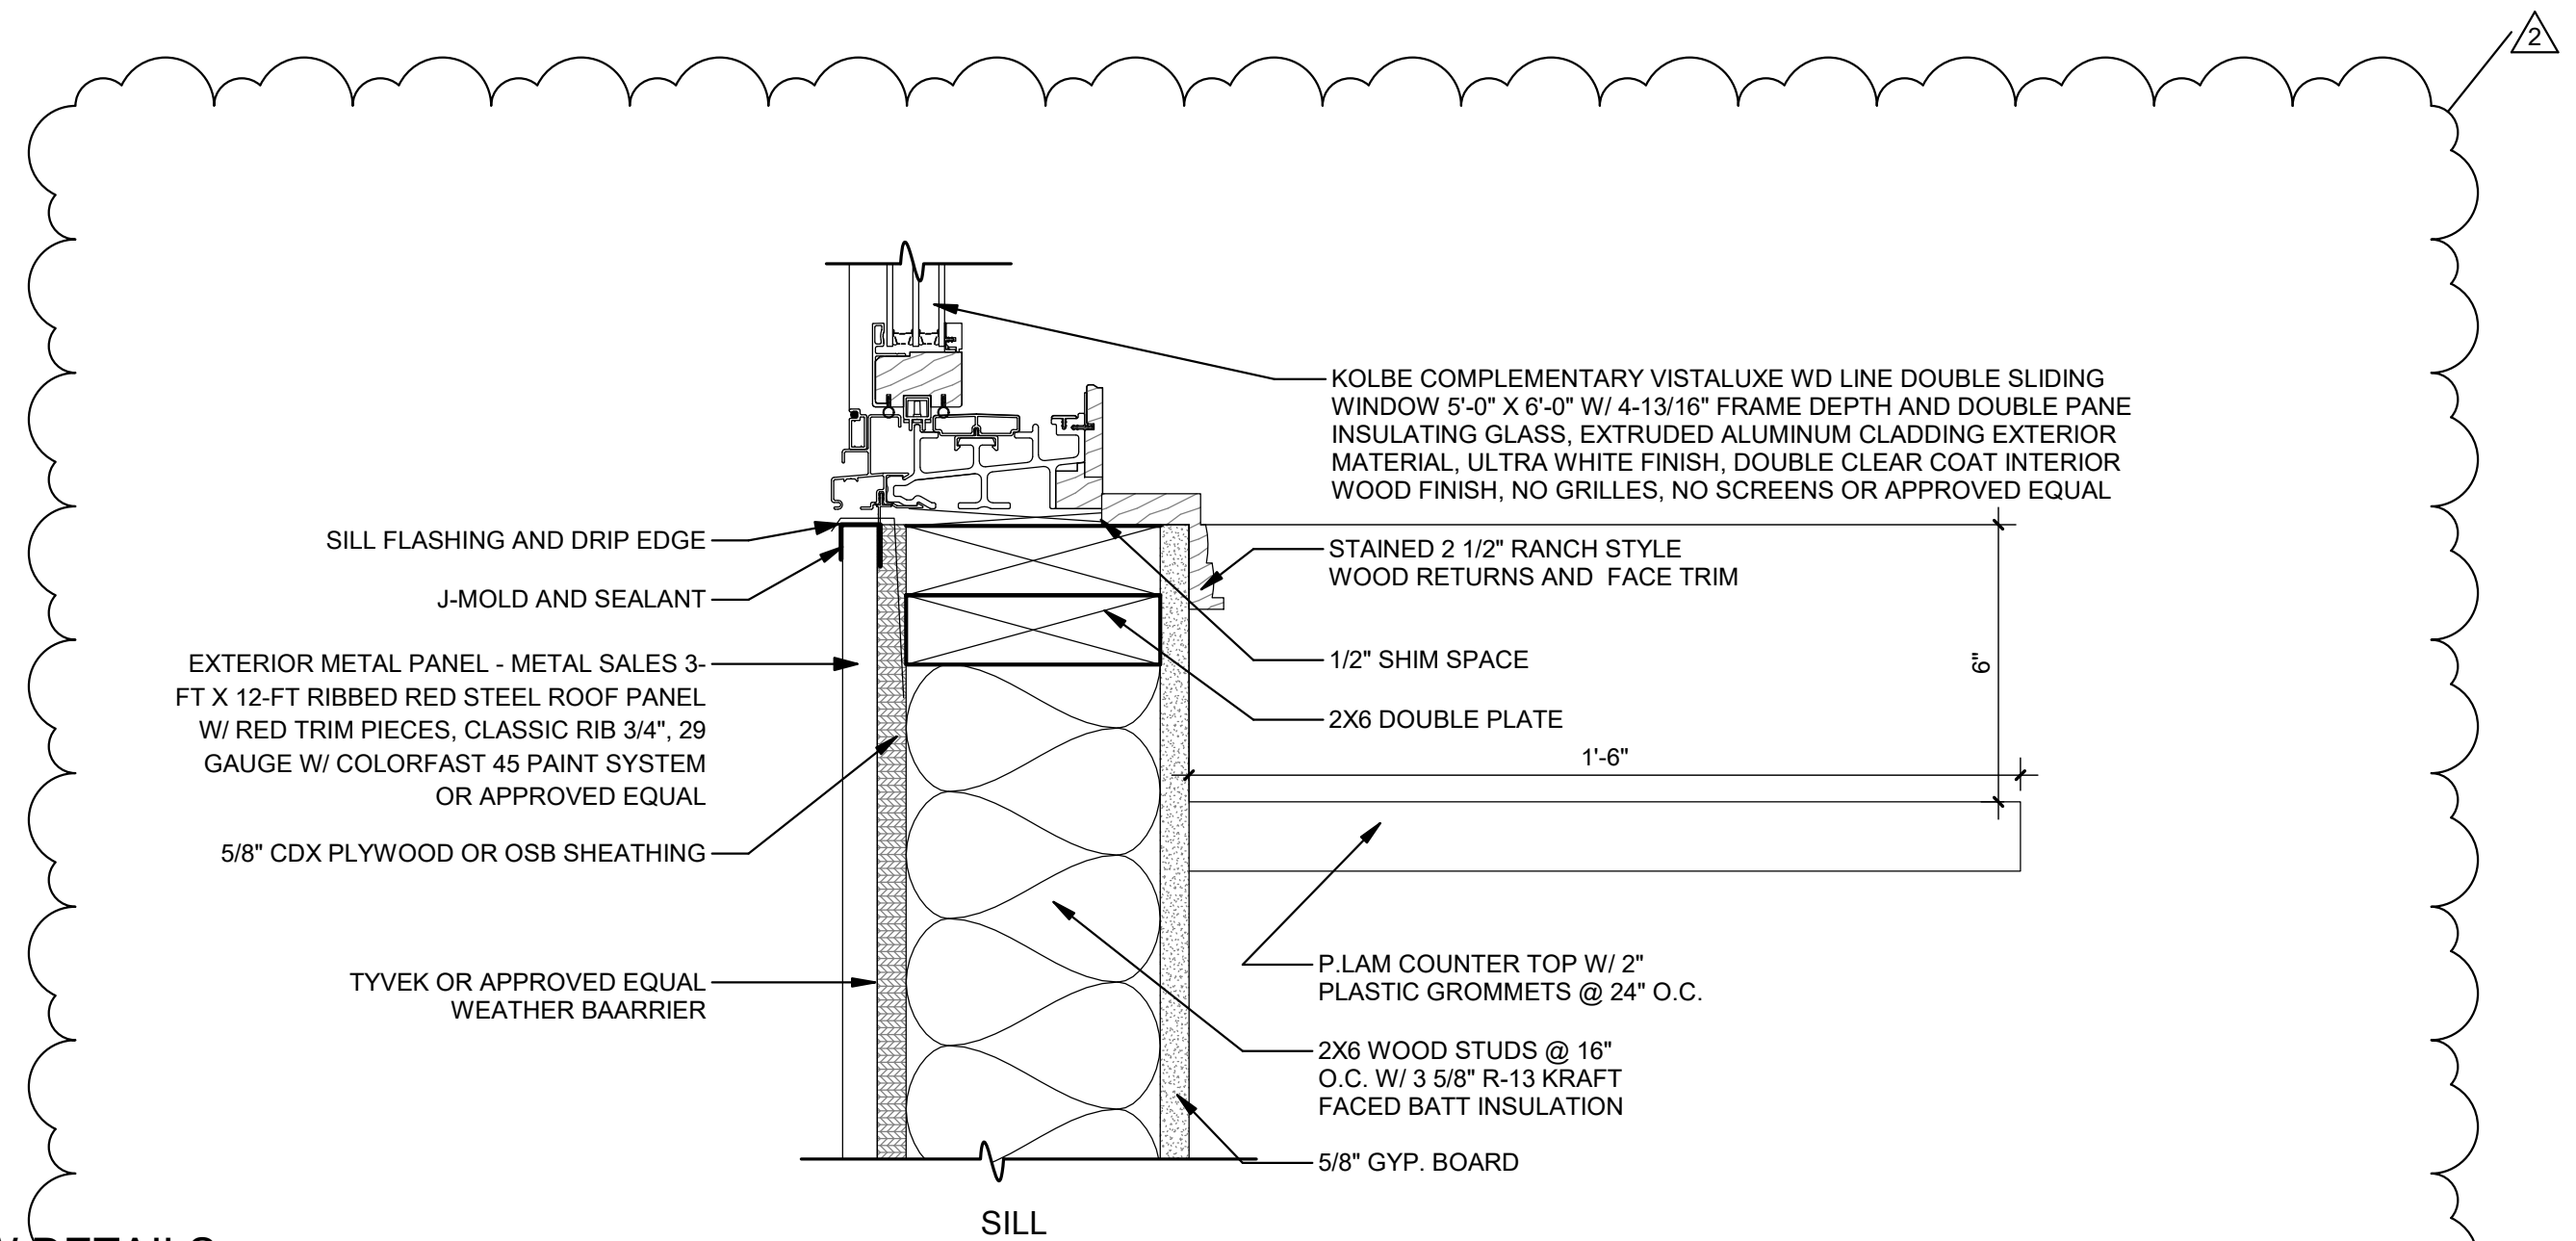 2
KOLBE COMPLEMENTARY VISTALUXE WD LINE DOUBLE SLIDING
WINDOW 5'-0" X 6'-0" W/ 4-13/16" FRAME DEPTH AND DOUBLE PANE
INSULATING GLASS, EXTRUDED ALUMINUM CLADDING EXTERIOR
MATERIAL, ULTRA WHITE FINISH, DOUBLE CLEAR COAT INTERIOR
WOOD FINISH, NO GRILLES, NO SCREENS OR APPROVED EQUAL
SILL FLASHING AND DRIP EDGE
J-MOLD AND SEALANT
EXTERIOR METAL PANEL - METAL SALES 3-
FT X 12-FT RIBBED RED STEEL ROOF PANEL
W/ RED TRIM PIECES, CLASSIC RIB 3/4", 29
GAUGE W/ COLORFAST 45 PAINT SYSTEM
OR APPROVED EQUAL
5/8" CDX PLYWOOD OR OSB SHEATHING
TYVEK OR APPROVED EQUAL
WEATHER BAARRIER
STAINED 2 1/2" RANCH STYLE
WOOD RETURNS AND FACE TRIM
1/2" SHIM SPACE
2X6 DOUBLE PLATE
6"
1'-6"
P.LAM COUNTER TOP W/ 2"
PLASTIC GROMMETS @ 24" O.C.
2X6 WOOD STUDS @ 16"
O.C. W/ 3 5/8" R-13 KRAFT
FACED BATT INSULATION
5/8" GYP. BOARD
SILL
DETAILS